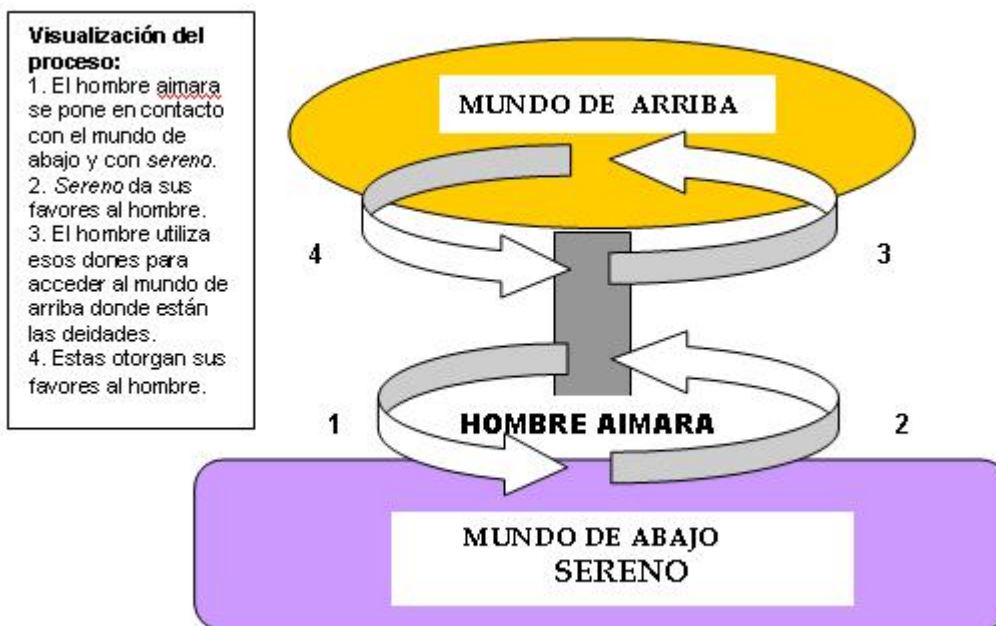 Visualización del
proceso:
1. El hombre aimara
se pone en contacto
con el mundo de
abajo y con sereno.
2. Sereno da sus
favores al hombre.
3. El hombre utiliza
esos dones para
acceder al mundo de
arriba donde están
las deidades.
4. Estas otorgan sus
favores al hombre.
MUNDO DE ARRIBA
4
3
1
HOMBRE AIMARA
2
MUNDO DE ABAJO
SERENO